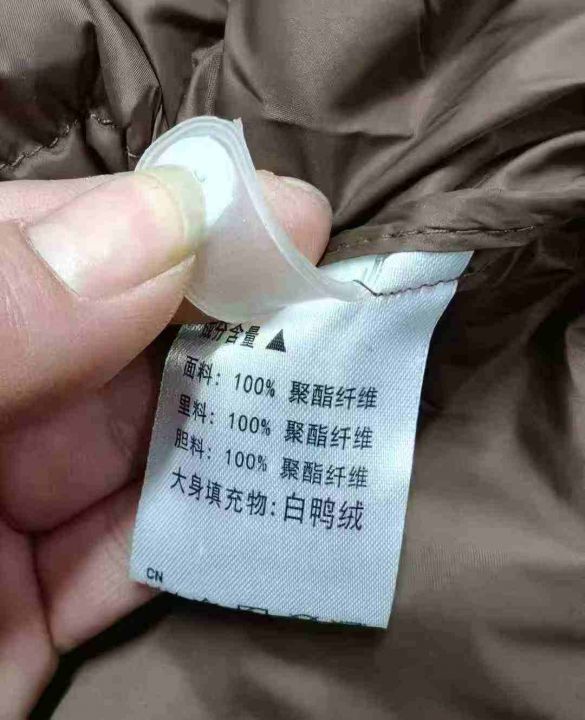 成分含量▲
面料: 100% 聚酯纤维
里料: 100% 聚酯纤维
胆料: 100% 聚酯纤维
大身填充物: 白鸭绒
CN